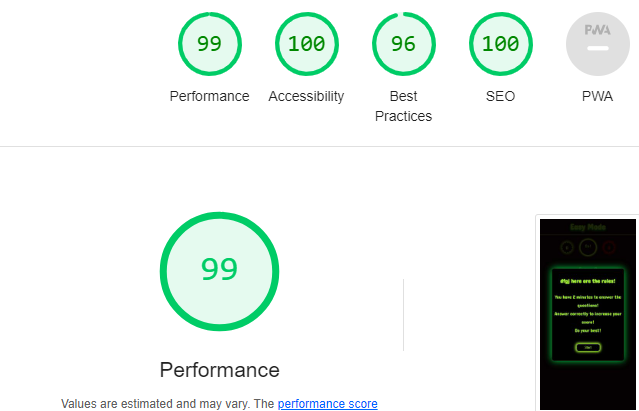 99
100
96
100
PWA
Performance
Accessibility
Best
Practices
SEO
PWA
99
Performance
Values are estimated and may vary. The performance score
Easy Mode
here are the rules!
You have 2 minutes to answer the
questions!
Answer correctly to increase your
score!
Do your best!